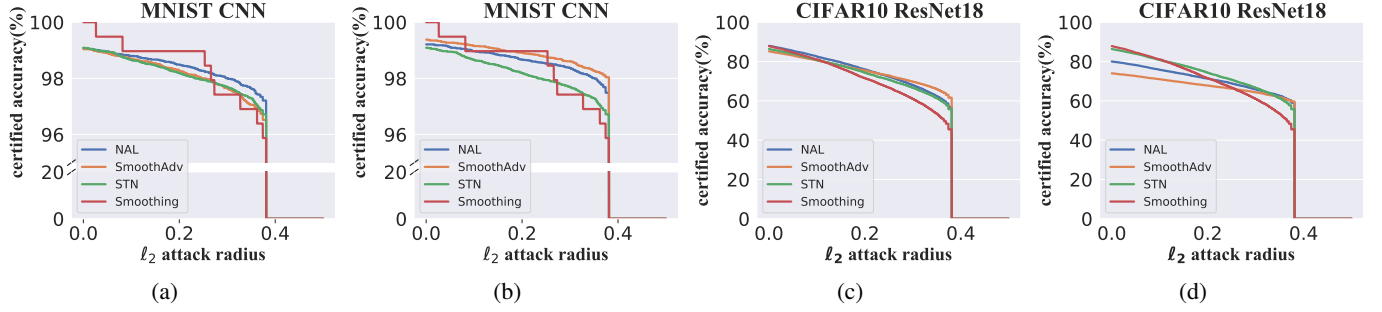 MNIST CNN
certified accuracy(%)
100
98
96
20
0
NAL
SmoothAdv
STN
Smoothing
0.0 0.2 0.4
ℓ2 attack radius
(a)
MNIST CNN
certified accuracy(%)
100
98
96
20
0
NAL
SmoothAdv
STN
Smoothing
0.0 0.2 0.4
ℓ2 attack radius
(b)
CIFAR10 ResNet18
certified accuracy(%)
100
80
60
40
20
0
NAL
SmoothAdv
STN
Smoothing
0.0 0.2 0.4
ℓ2 attack radius
(c)
CIFAR10 ResNet18
certified accuracy(%)
100
80
60
40
20
0
NAL
SmoothAdv
STN
Smoothing
0.0 0.2 0.4
ℓ2 attack radius
(d)